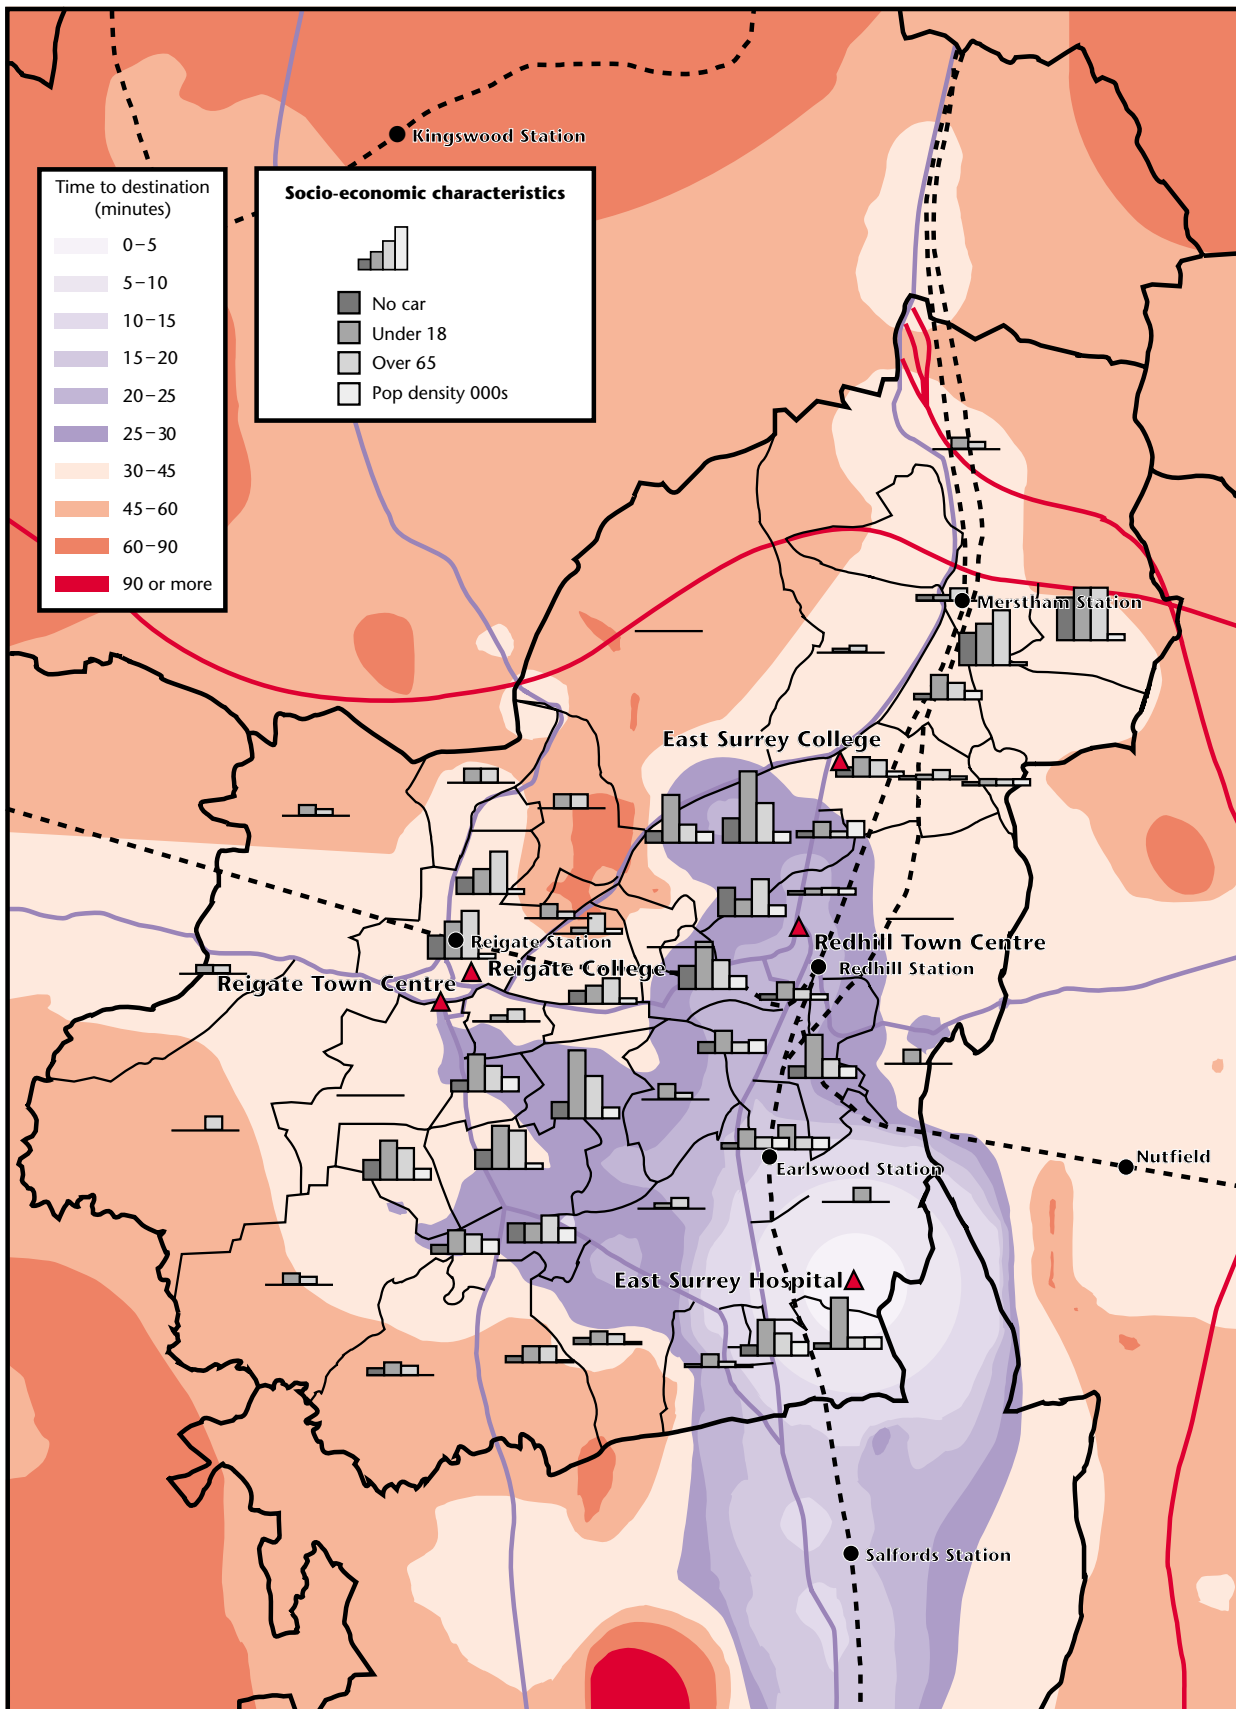 Kingswood Station
Time to destination
(minutes)
0–5
5–10
10–15
15–20
20–25
25–30
30–45
45–60
60–90
90 or more
Socio-economic characteristics
No car
Under 18
Over 65
Pop density 000s
Merstham Station
East Surrey College
Redhill Town Centre
Reigate Station
Redhill Station
Reigate College
Reigate Town Centre
Nutfield
Earlswood Station
East Surrey Hospital
Salfords Station